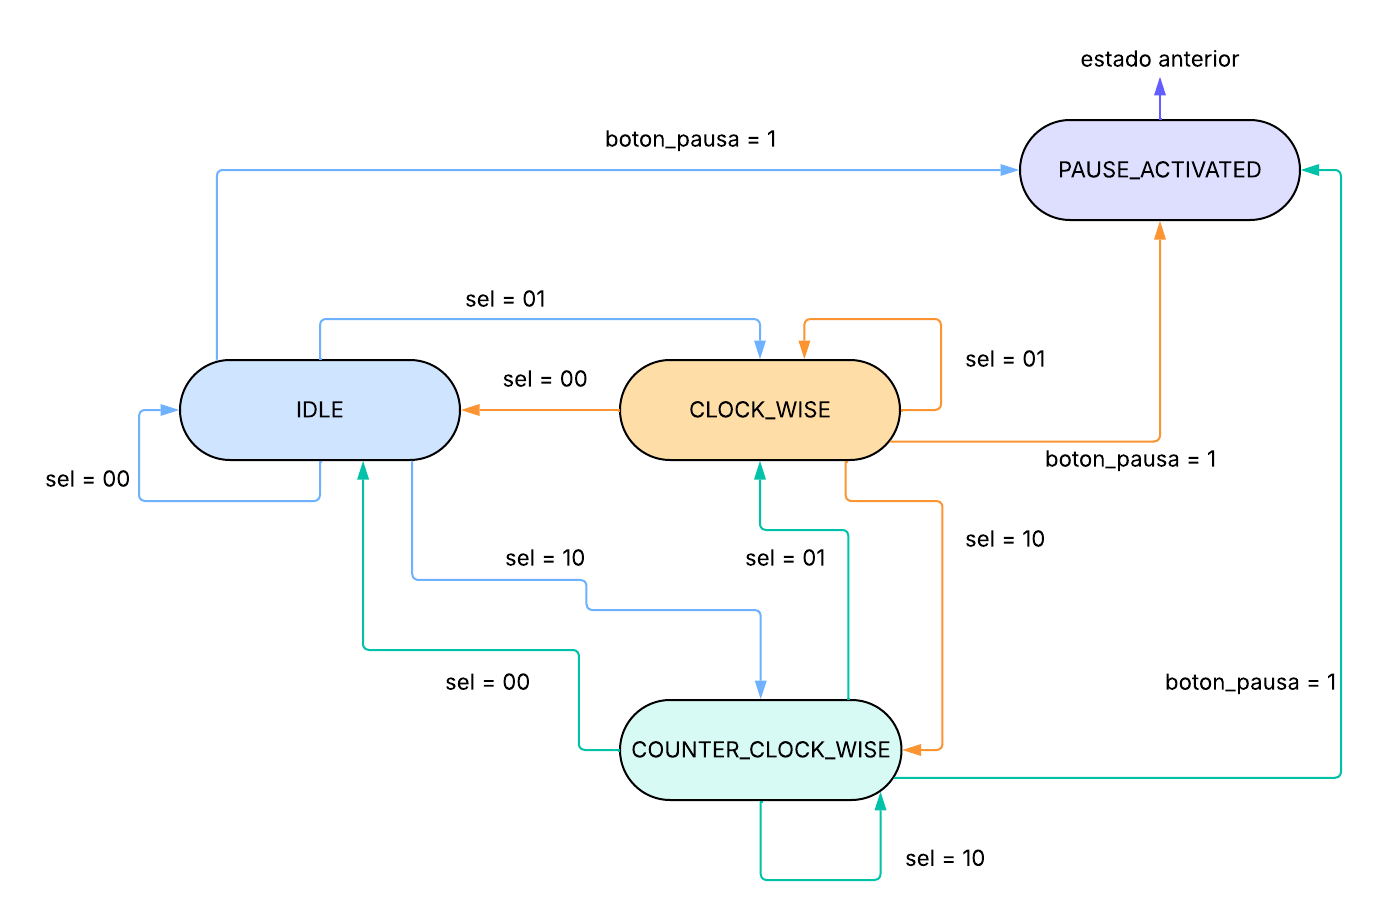 estado anterior
boton_pausa = 1
PAUSE_ACTIVATED
sel = 01
sel = 00
sel = 01
IDLE
CLOCK_WISE
sel = 00
boton_pausa = 1
sel = 10
sel = 01
sel = 10
sel = 00
boton_pausa = 1
COUNTER_CLOCK_WISE
sel = 10